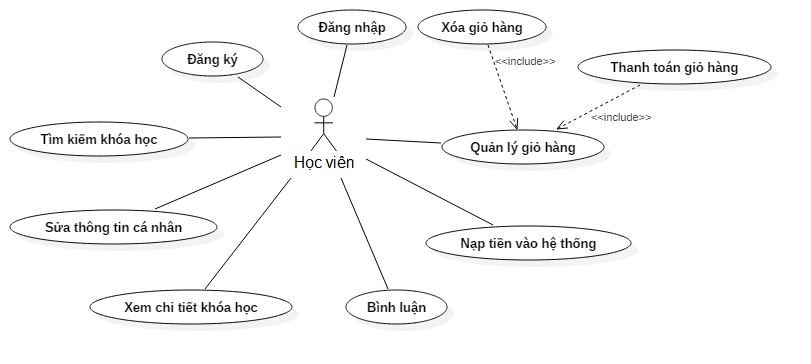 Đăng nhập
Xóa giỏ hàng
Đăng ký
<<include>>
Thanh toán giỏ hàng
<<include>>
Tìm kiếm khóa học
Quản lý giỏ hàng
Học viên
Sửa thông tin cá nhân
Nạp tiền vào hệ thống
Xem chi tiết khóa học
Bình luận